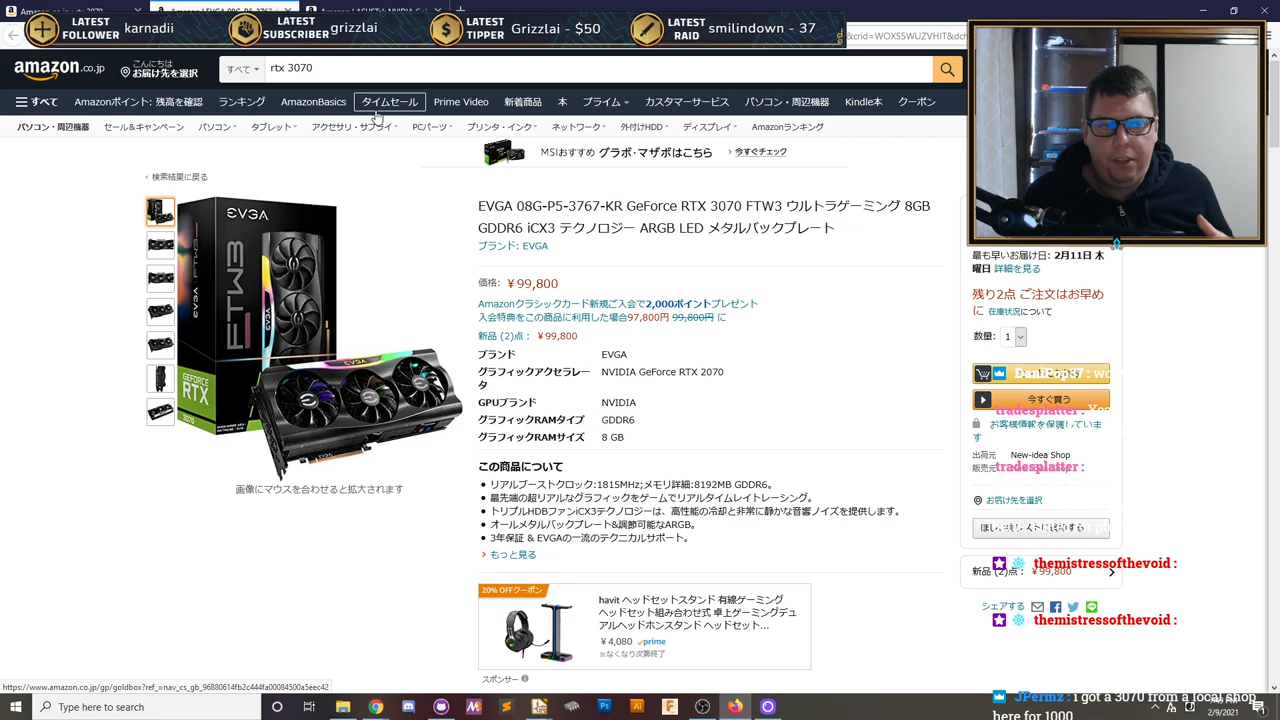 LATEST FOLLOWER karnadii
LATEST SUBSCRIBER grizzlai
LATEST TIPPER Grizzlai $50
LATEST RAID smilindown - 37
&crid=WOXS5WUZVHIT&dch
amazon.co.jp
こんにちは
お届け先を選択
すべて
rtx 3070
すべて
Amazonポイント: 残高を確認
ランキング
AmazonBasics
タイムセール
Prime Video
新着商品
本
プライム
カスタマーサービス
パソコン・周辺機器
Kindle本
クーポン
パソコン・周辺機器
セール＆キャンペーン
パソコン
タブレット
アクセサリ・サプライ
PCパーツ
プリンタ・インク
ネットワーク
外付けHDD
ディスプレイ
Amazonランキング
MSIおすすめ グラボ・マザボはこちら
› 今すぐチェック
‹ 検索結果に戻る
EVGA
FTW3
GEFORCE RTX
3070
EVGA
画像にマウスを合わせると拡大されます
EVGA 08G-P5-3767-KR GeForce RTX 3070 FTW3 ウルトラゲーミング 8GB
GDDR6 iCX3 テクノロジー ARGB LED メタルバックプレート
ブランド: EVGA
価格: ￥99,800
Amazonクラシックカード新規ご入会で2,000ポイントプレゼント
入会特典をこの商品に利用した場合97,800円 99,800円 に
新品 (2)点： ￥99,800
ブランド EVGA
グラフィックアクセラレー
タ
NVIDIA GeForce RTX 2070
GPUブランド NVIDIA
グラフィックRAMタイプ GDDR6
グラフィックRAMサイズ 8 GB
この商品について
リアルブーストクロック:1815MHz;メモリ詳細:8192MB GDDR6。
最先端の超リアルなグラフィックをゲームでリアルタイムレイトレーシング。
トリプルHDBファンiCX3テクノロジーは、高性能の冷却と非常に静かな音響ノイズを提供します。
オールメタルバックプレート&調節可能なARGB。
3年保証 & EVGAの一流のテクニカルサポート。
› もっと見る
20% OFFクーポン
havit ヘッドセットスタンド 有線ゲーミング
ヘッドセット組み合わせ式 卓上ゲーミングデュ
アルヘッドホンスタンド ヘッドセット...
￥4,080 prime
※なくなり次第終了
スポンサー
最も早いお届け日: 2月11日 木
曜日 詳細を見る
残り2点 ご注文はお早め
に 在庫状況について
数量: 1
DaniPop37 : wo
今すぐ買う
tradesplatter :
お客様情報を保護していま
す
出荷元 New-idea Shop
販売元
tradesplatter :
お届け先を選択
themistressofthevoid :
新品 (2)点： ￥99,800
シェアする
themistressofthevoid :
JPermz : i got a 3070 from a local shop
here for 1000
https://www.amazon.co.jp/gp/goldbox?ref_=nav_cs_gb_96880614fb2c444fa00084500a5eec42
Type here to search
2/9/2021